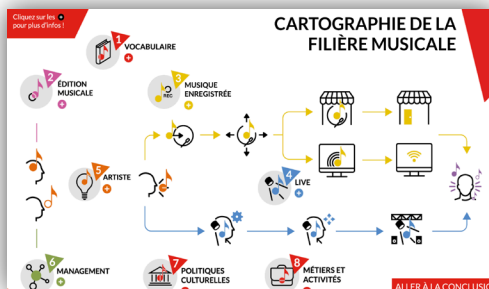 Cliquez sur les
pour plus d'infos !
CARTOGRAPHIE DE LA
FILIÈRE MUSICALE
1
VOCABULAIRE
2
ÉDITION
MUSICALE
3
REC
MUSIQUE
ENREGISTRÉE
5
ARTISTE
4
LIVE
6
MANAGEMENT
7
POLITIQUES
CULTURELLES
8
MÉTIERS ET
ACTIVITÉS
ALLER À LA CONCLUSION